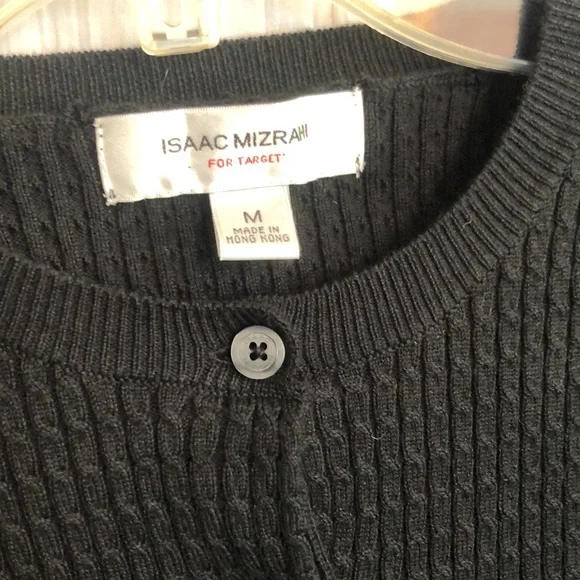 ISAAC MIZRAHI
FOR TARGET
M
MADE IN
HONG KONG